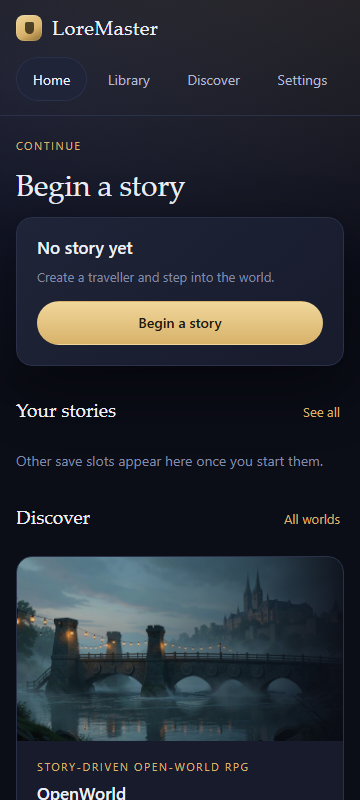 LoreMaster
Home Library Discover Settings
CONTINUE
Begin a story
No story yet
Create a traveller and step into the world.
Begin a story
Your stories See all
Other save slots appear here once you start them.
Discover All worlds
STORY-DRIVEN OPEN-WORLD RPG
OpenWorld